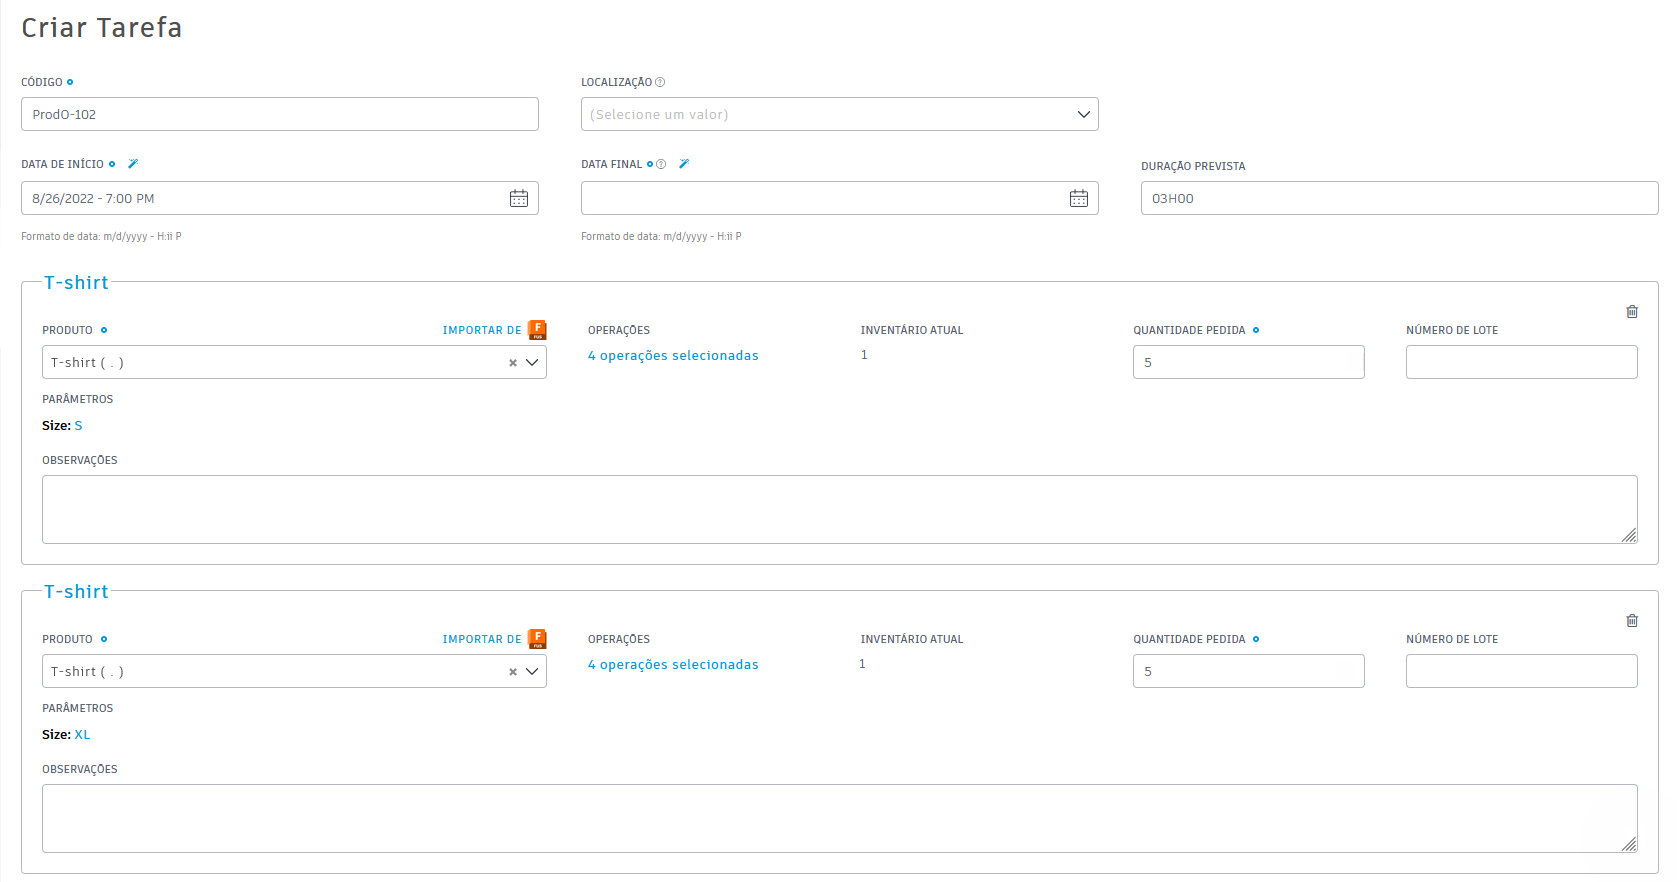 Criar Tarefa
CÓDIGO
LOCALIZAÇÃO
ProdO-102
(Selecione um valor)
DATA DE INÍCIO
DATA FINAL
DURAÇÃO PREVISTA
8/26/2022 - 7:00 PM
03H00
Formato de data: m/d/yyyy - H:ii P
Formato de data: m/d/yyyy - H:ii P
T-shirt
PRODUTO
IMPORTAR DE
F
FUS
OPERAÇÕES
INVENTÁRIO ATUAL
QUANTIDADE PEDIDA
NÚMERO DE LOTE
T-shirt ( . )
4 operações selecionadas
1
5
PARÂMETROS
Size: S
OBSERVAÇÕES
T-shirt
PRODUTO
IMPORTAR DE
F
FUS
OPERAÇÕES
INVENTÁRIO ATUAL
QUANTIDADE PEDIDA
NÚMERO DE LOTE
T-shirt ( . )
4 operações selecionadas
1
5
PARÂMETROS
Size: XL
OBSERVAÇÕES